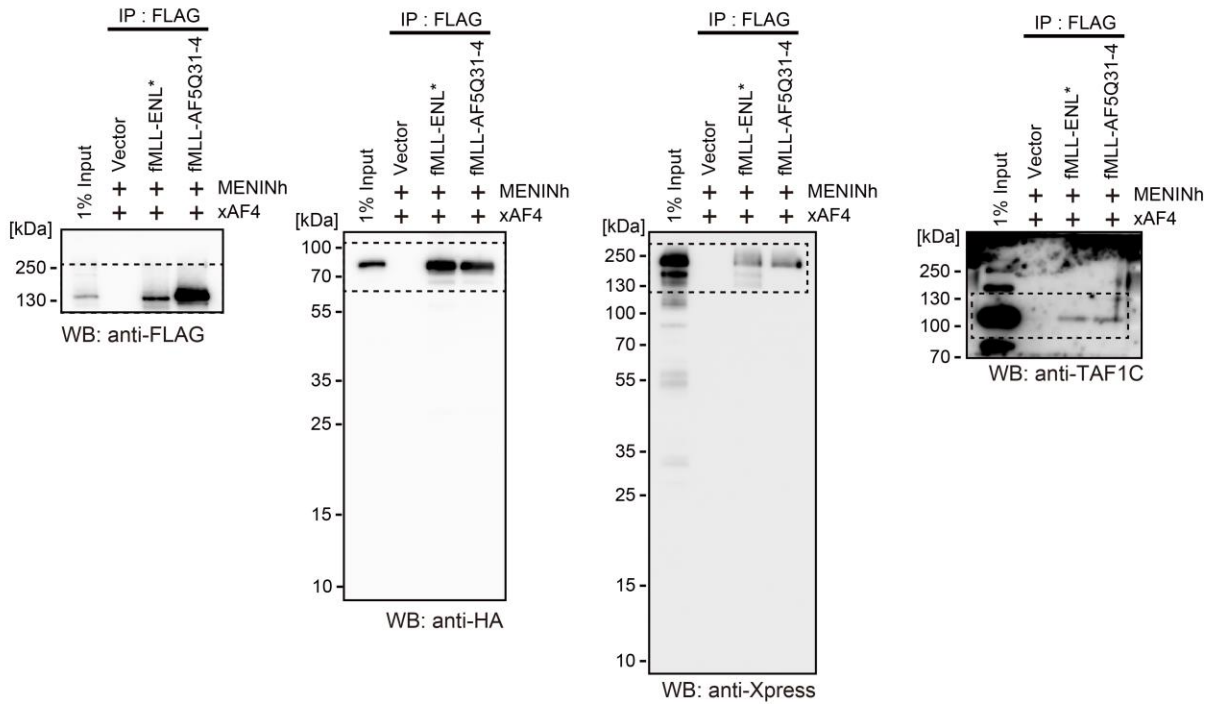 IP : FLAG
1% Input
Vector
fMLL-ENL*
fMLL-AF5Q31-4
+ + + MENINh
+ + + xAF4
[kDa]
250
130
WB: anti-FLAG
IP : FLAG
1% Input
Vector
fMLL-ENL*
fMLL-AF5Q31-4
+ + + MENINh
+ + + xAF4
[kDa]
100
70
55
35
25
15
10
WB: anti-HA
IP : FLAG
1% Input
Vector
fMLL-ENL*
fMLL-AF5Q31-4
+ + + MENINh
+ + + xAF4
[kDa]
250
130
100
70
55
35
25
15
10
WB: anti-Xpress
IP : FLAG
1% Input
Vector
fMLL-ENL*
fMLL-AF5Q31-4
+ + + MENINh
+ + + xAF4
[kDa]
250
130
100
70
WB: anti-TAF1C